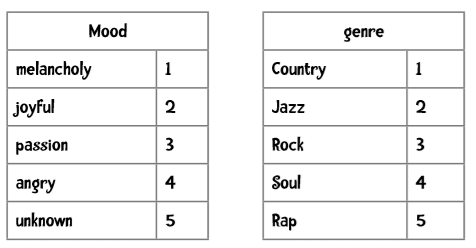 Mood
melancholy 1
joyful 2
passion 3
angry 4
unknown 5
genre
Country 1
Jazz 2
Rock 3
Soul 4
Rap 5